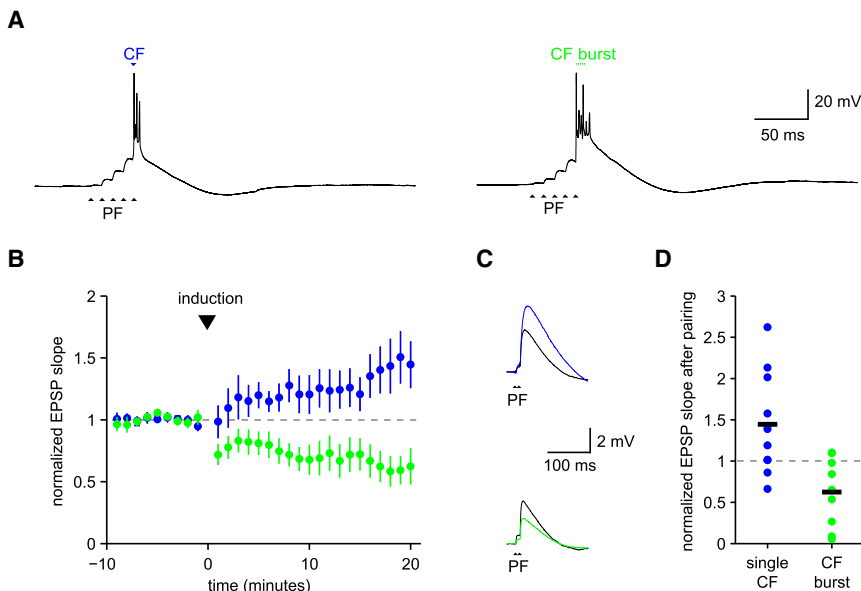 A
CF
CF burst
20 mV
50 ms
PF
PF
B
induction
2
1.5
1
0.5
0
normalized EPSP slope
−10
0
10
20
time (minutes)
C
PF
2 mV
100 ms
PF
D
3
2.5
2
1.5
1
0.5
0
normalized EPSP slope after pairing
single
CF
CF
burst